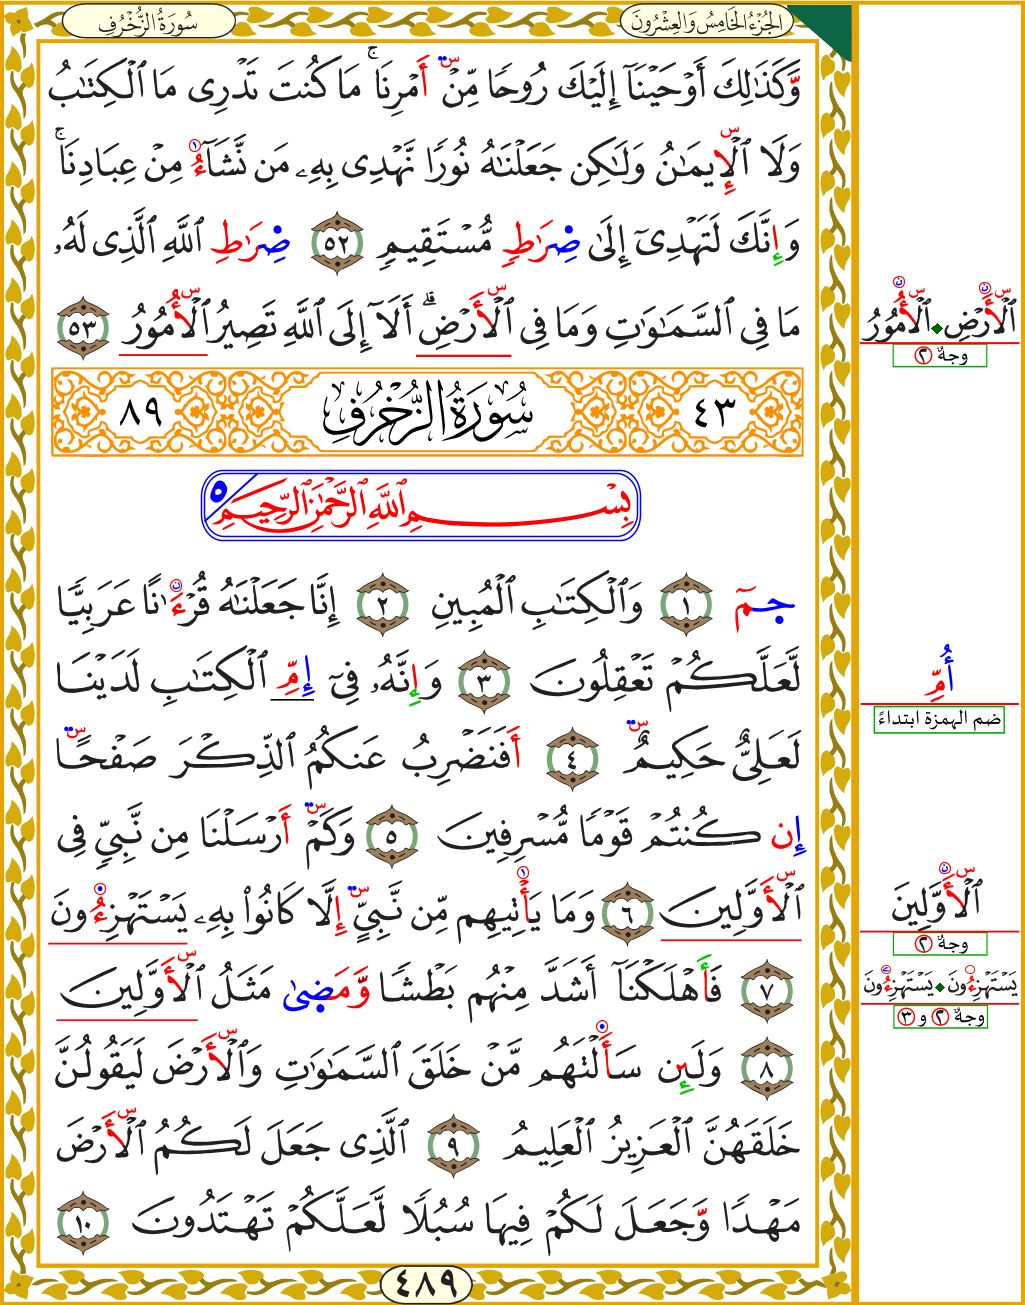 الجُزْءُ الخَامِسُ وَالعِشْرُونَ
سُورَةُ الزُّخْرُفِ
وَّكَذَٰلِكَ أَوْحَيْنَآ إِلَيْكَ رُوحًا مِّنْ أَمْرِنَا ۚ مَا كُنتَ تَدْرِى مَا ٱلْكِتَٰبُ
وَلَا ٱلْإِيمَٰنُ وَلَٰكِن جَعَلْنَٰهُ نُورًا نَّهْدِى بِهِۦ مَن نَّشَآءُ مِنْ عِبَادِنَا ۚ
وَإِنَّكَ لَتَهْدِىٓ إِلَىٰ صِرَٰطٍ مُّسْتَقِيمٍ ٥٢ صِرَٰطِ ٱللَّهِ ٱلَّذِى لَهُۥ
مَا فِى ٱلسَّمَٰوَٰتِ وَمَا فِى ٱلْأَرْضِ ۗ أَلَآ إِلَى ٱللَّهِ تَصِيرُ ٱلْأُمُورُ ٥٣
ٱلْأَرْضِ ٱلْأُمُورُ
وجهٌ ٢
٤٣ سُورَةُ الزُّخْرُفِ ٨٩
بِسْمِ ٱللَّهِ ٱلرَّحْمَٰنِ ٱلرَّحِيمِ ٥
حمٓ ١ وَٱلْكِتَٰبِ ٱلْمُبِينِ ٢ إِنَّا جَعَلْنَٰهُ قُرْءَٰنًا عَرَبِيًّا
لَّعَلَّكُمْ تَعْقِلُونَ ٣ وَإِنَّهُۥ فِىٓ إِمِّ ٱلْكِتَٰبِ لَدَيْنَا
أُمِّ
ضم الهمزة ابتداءً
لَعَلِىٌّ حَكِيمٌ ٤ أَفَنَضْرِبُ عَنكُمُ ٱلذِّكْرَ صَفْحًا
إِن كُنتُمْ قَوْمًا مُّسْرِفِينَ ٥ وَكَمْ أَرْسَلْنَا مِن نَّبِىٍّ فِى
ٱلْأَوَّلِينَ ٦ وَمَا يَأْتِيهِم مِّن نَّبِىٍّ إِلَّا كَانُوا۟ بِهِۦ يَسْتَهْزِءُونَ
ٱلْأَوَّلِينَ
وجهٌ ٢
٧ فَأَهْلَكْنَآ أَشَدَّ مِنْهُم بَطْشًا وَّمَضَىٰ مَثَلُ ٱلْأَوَّلِينَ
يَسْتَهْزِءُونَ يَسْتَهْزِءُونَ
وجهٌ ٢ و ٣
٨ وَلَئِن سَأَلْتَهُم مَّنْ خَلَقَ ٱلسَّمَٰوَٰتِ وَٱلْأَرْضَ لَيَقُولُنَّ
خَلَقَهُنَّ ٱلْعَزِيزُ ٱلْعَلِيمُ ٩ ٱلَّذِى جَعَلَ لَكُمُ ٱلْأَرْضَ
مَهْدًا وَّجَعَلَ لَكُمْ فِيهَا سُبُلًا لَّعَلَّكُمْ تَهْتَدُونَ ١٠
٤٨٩